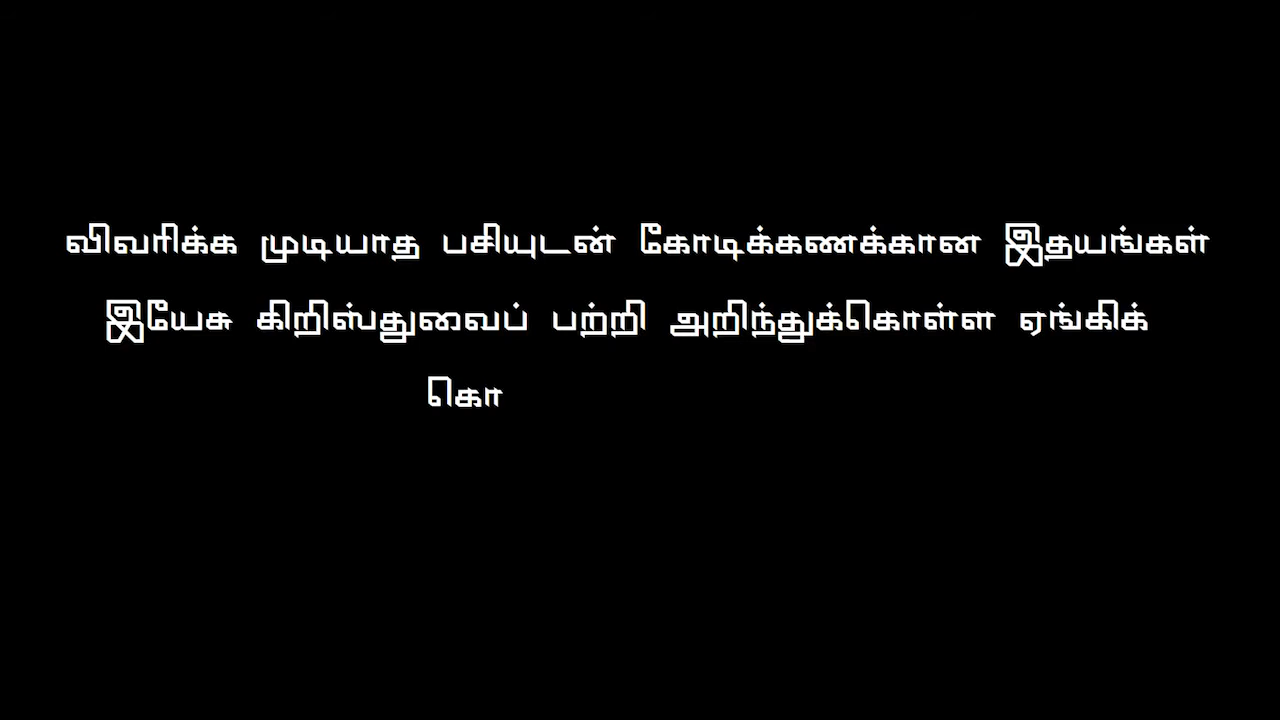 விவரிக்க முடியாத பசியுடன் கோடிக்கணக்கான இதயங்கள்
இயேசு கிறிஸ்துவைப் பற்றி அறிந்துக்கொள்ள ஏங்கிக்
கொ